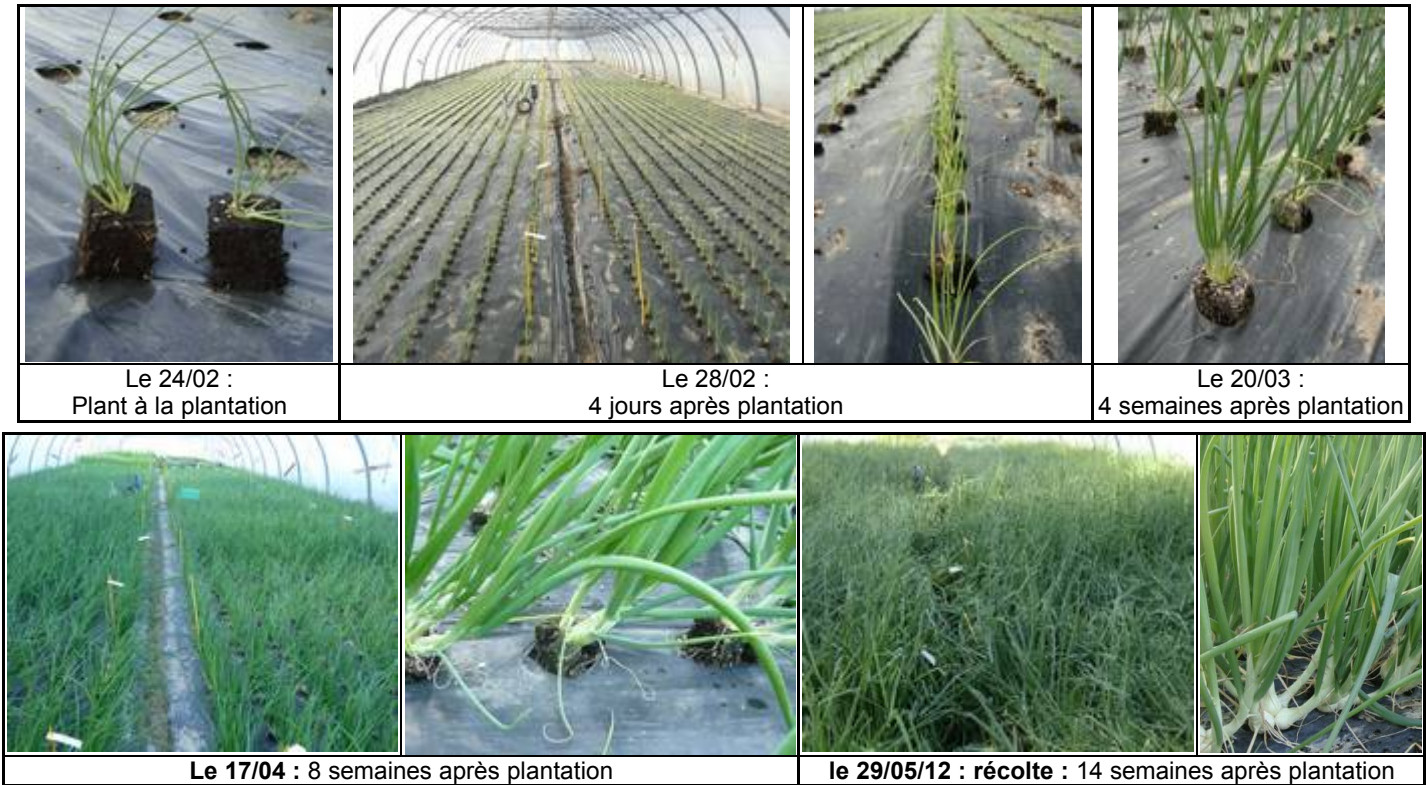 Le 24/02 :
Plant à la plantation
Le 28/02 :
4 jours après plantation
Le 20/03 :
4 semaines après plantation
Le 17/04 : 8 semaines après plantation
le 29/05/12 : récolte : 14 semaines après plantation